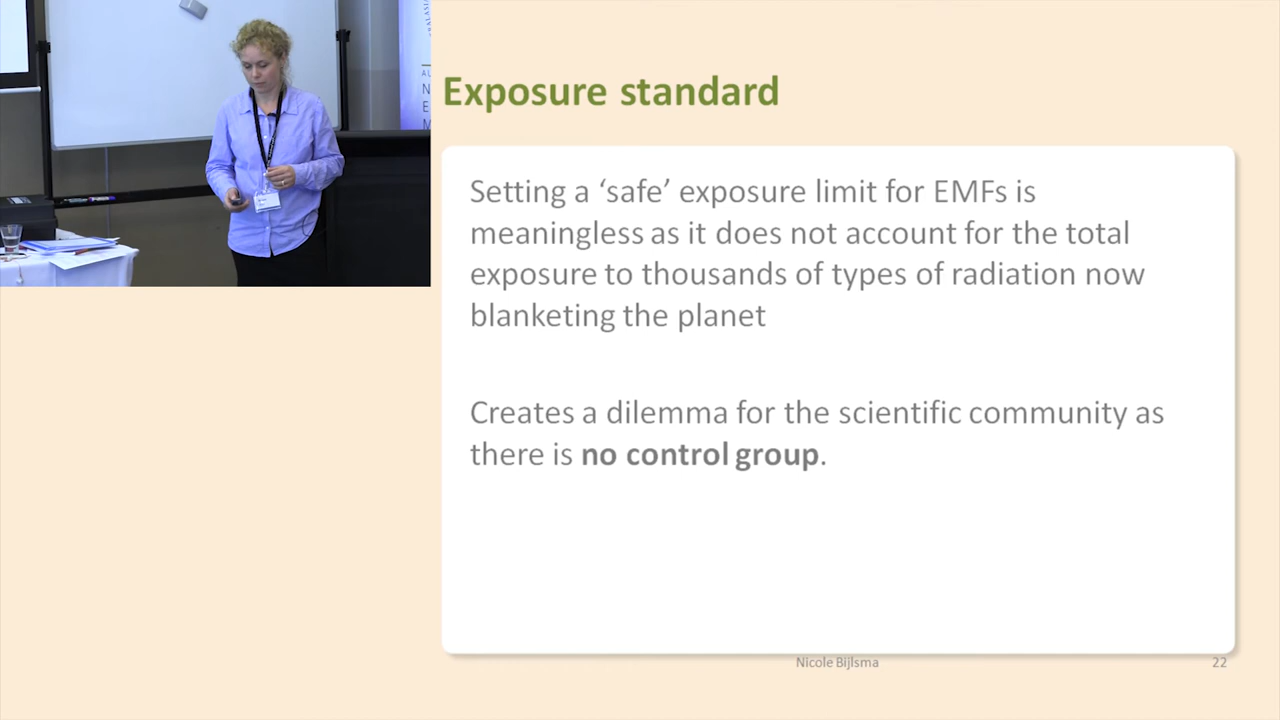 Exposure standard
Setting a ‘safe’ exposure limit for EMFs is
meaningless as it does not account for the total
exposure to thousands of types of radiation now
blanketing the planet
Creates a dilemma for the scientific community as
there is no control group.
Nicole Bijlsma
22